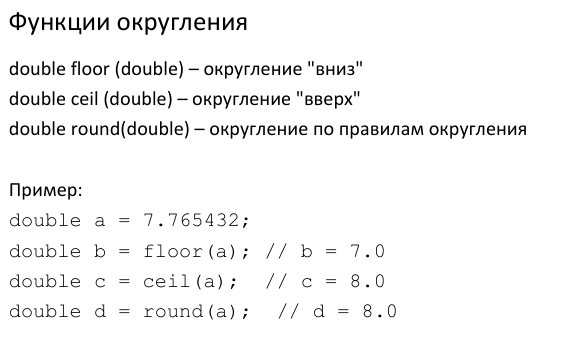 Функции округления
double floor (double) – округление "вниз"
double ceil (double) – округление "вверх"
double round(double) – округление по правилам округления
Пример:
double a = 7.765432;
double b = floor(a); // b = 7.0
double c = ceil(a);  // c = 8.0
double d = round(a);  // d = 8.0